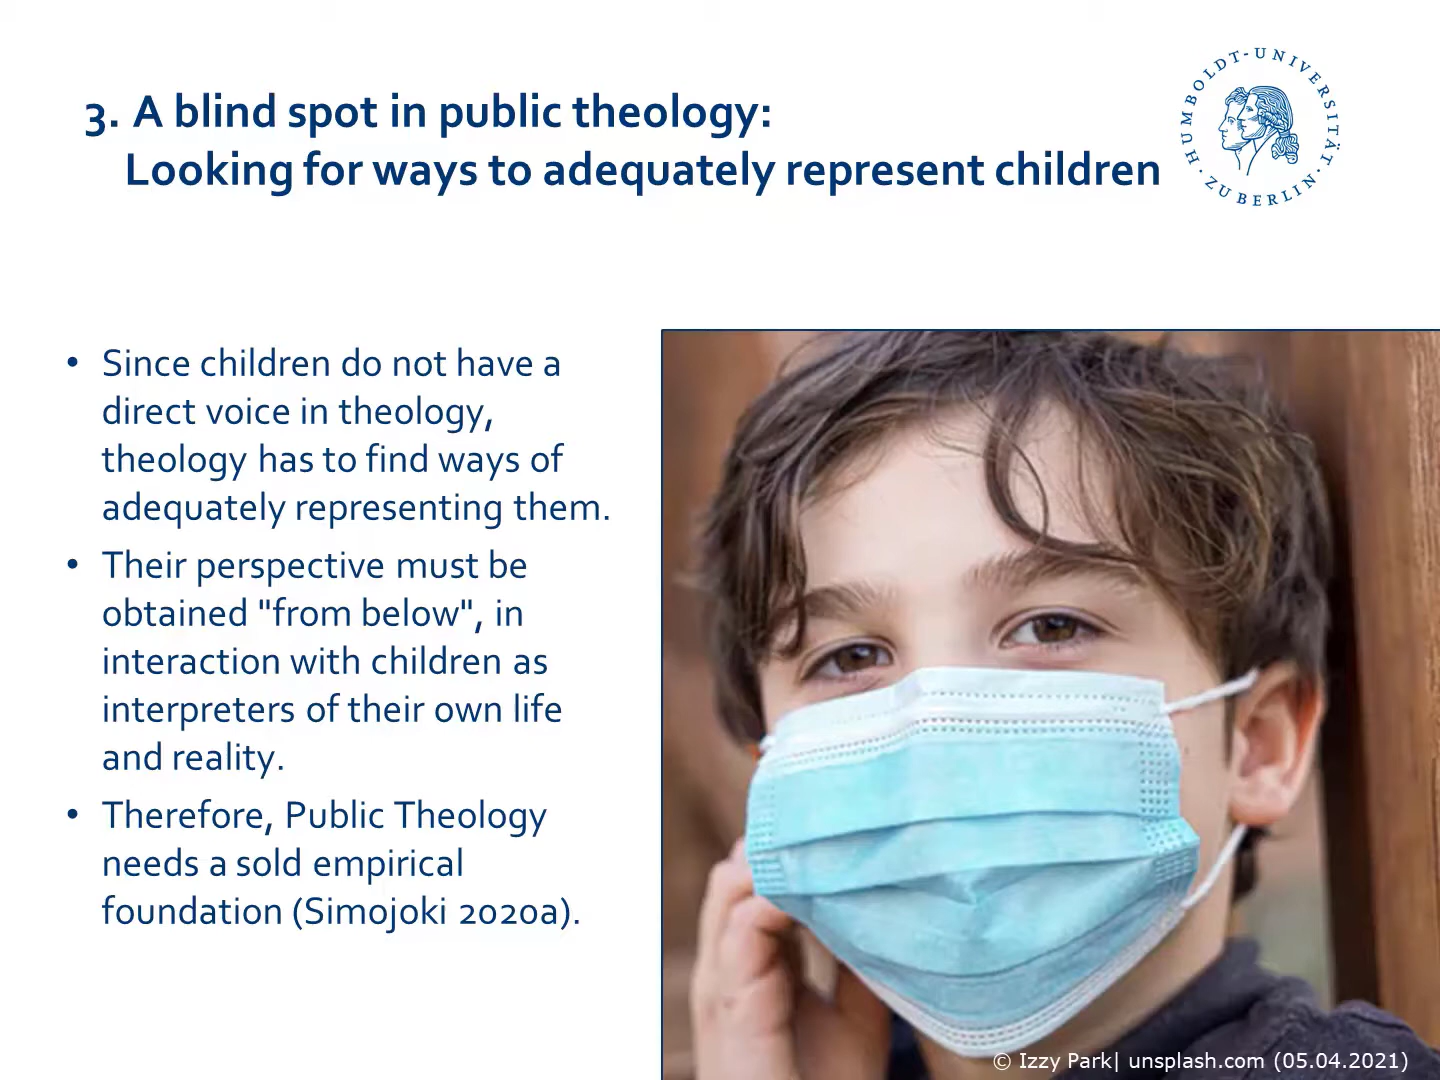 3. A blind spot in public theology:
Looking for ways to adequately represent children
HUMBOLDT-UNIVERSITÄT
· ZU BERLIN ·
• Since children do not have a
direct voice in theology,
theology has to find ways of
adequately representing them.
• Their perspective must be
obtained "from below", in
interaction with children as
interpreters of their own life
and reality.
• Therefore, Public Theology
needs a sold empirical
foundation (Simojoki 2020a).
© Izzy Park| unsplash.com (05.04.2021)